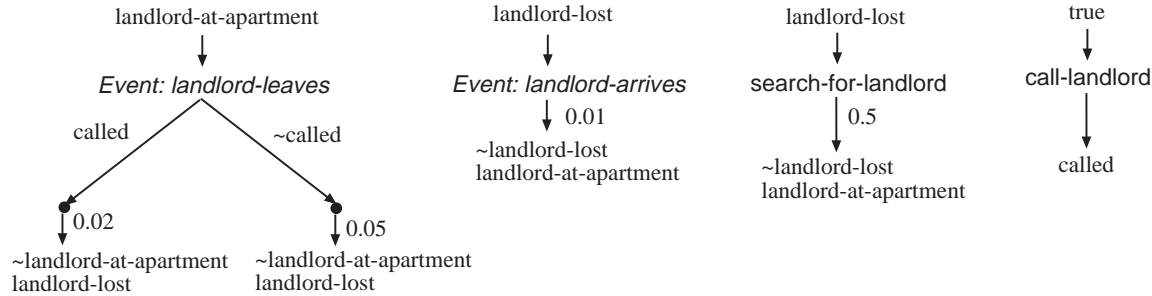 landlord-at-apartment
Event: landlord-leaves
called
~called
0.02
0.05
~landlord-at-apartment
landlord-lost
~landlord-at-apartment
landlord-lost
landlord-lost
Event: landlord-arrives
0.01
~landlord-lost
landlord-at-apartment
landlord-lost
search-for-landlord
0.5
~landlord-lost
landlord-at-apartment
true
call-landlord
called